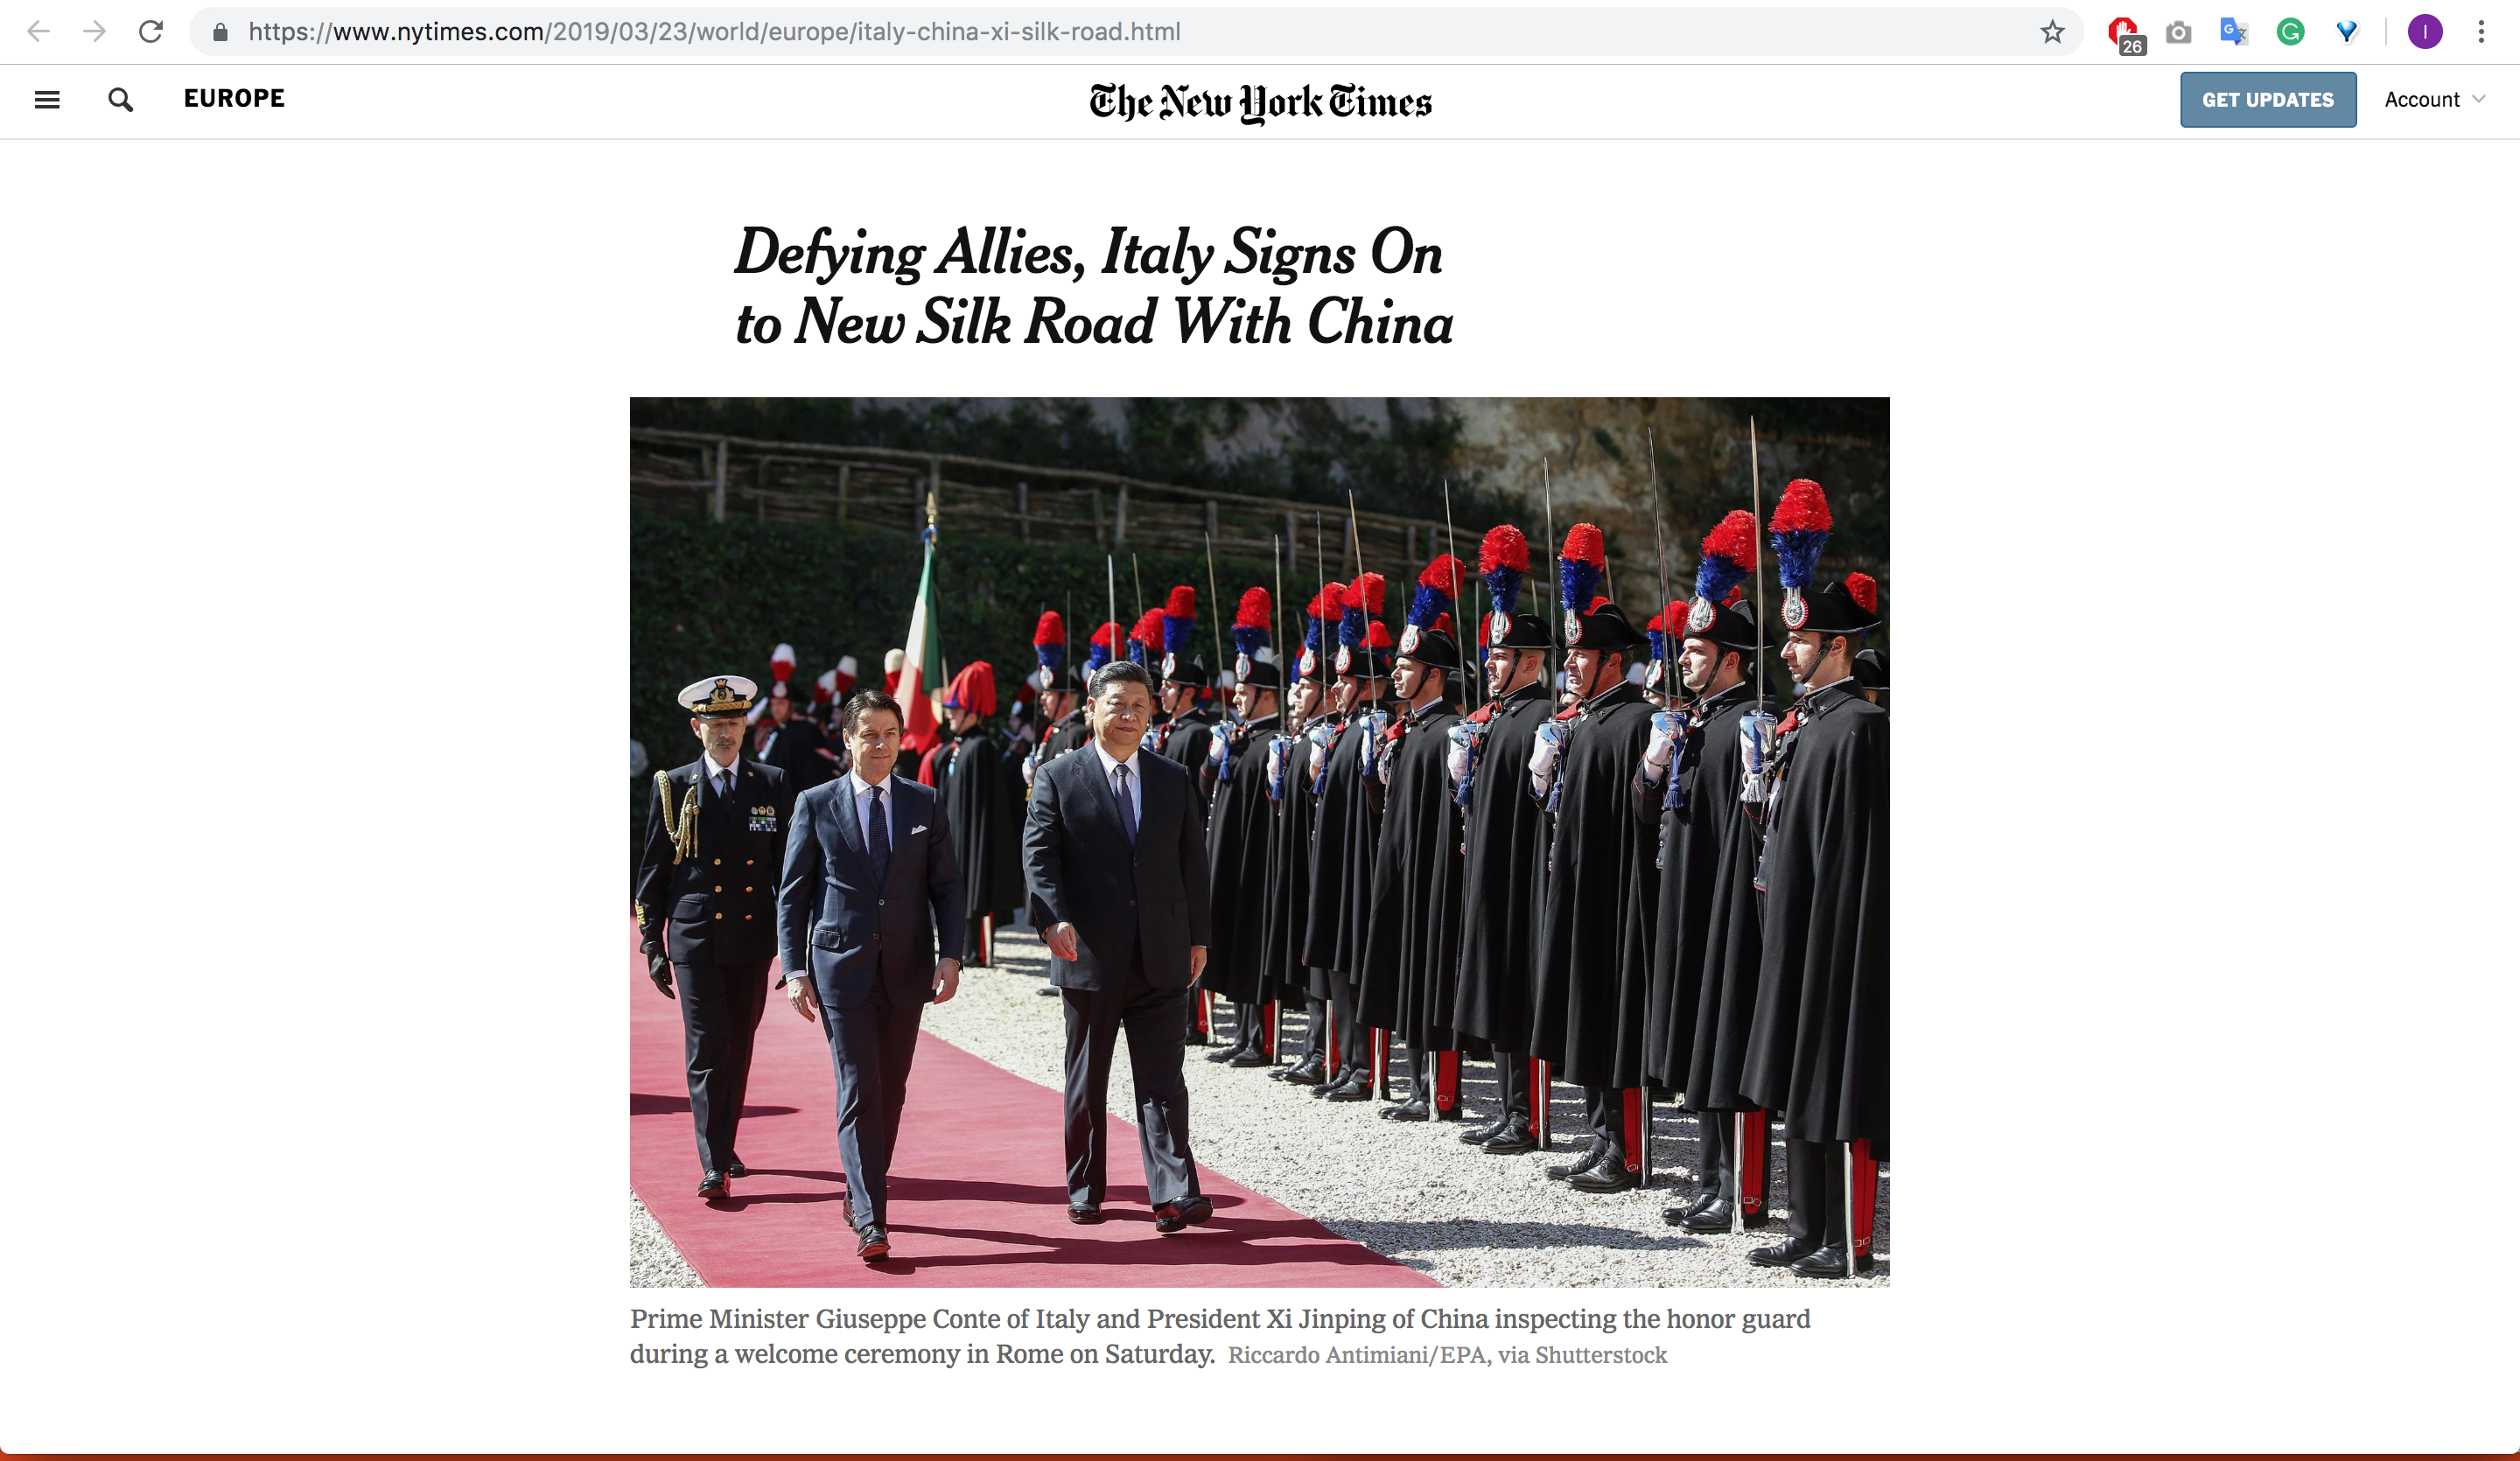 https://www.nytimes.com/2019/03/23/world/europe/italy-china-xi-silk-road.html
26
I
EUROPE
The New York Times
GET UPDATES
Account
Defying Allies, Italy Signs On
to New Silk Road With China
Prime Minister Giuseppe Conte of Italy and President Xi Jinping of China inspecting the honor guard
during a welcome ceremony in Rome on Saturday. Riccardo Antimiani/EPA, via Shutterstock